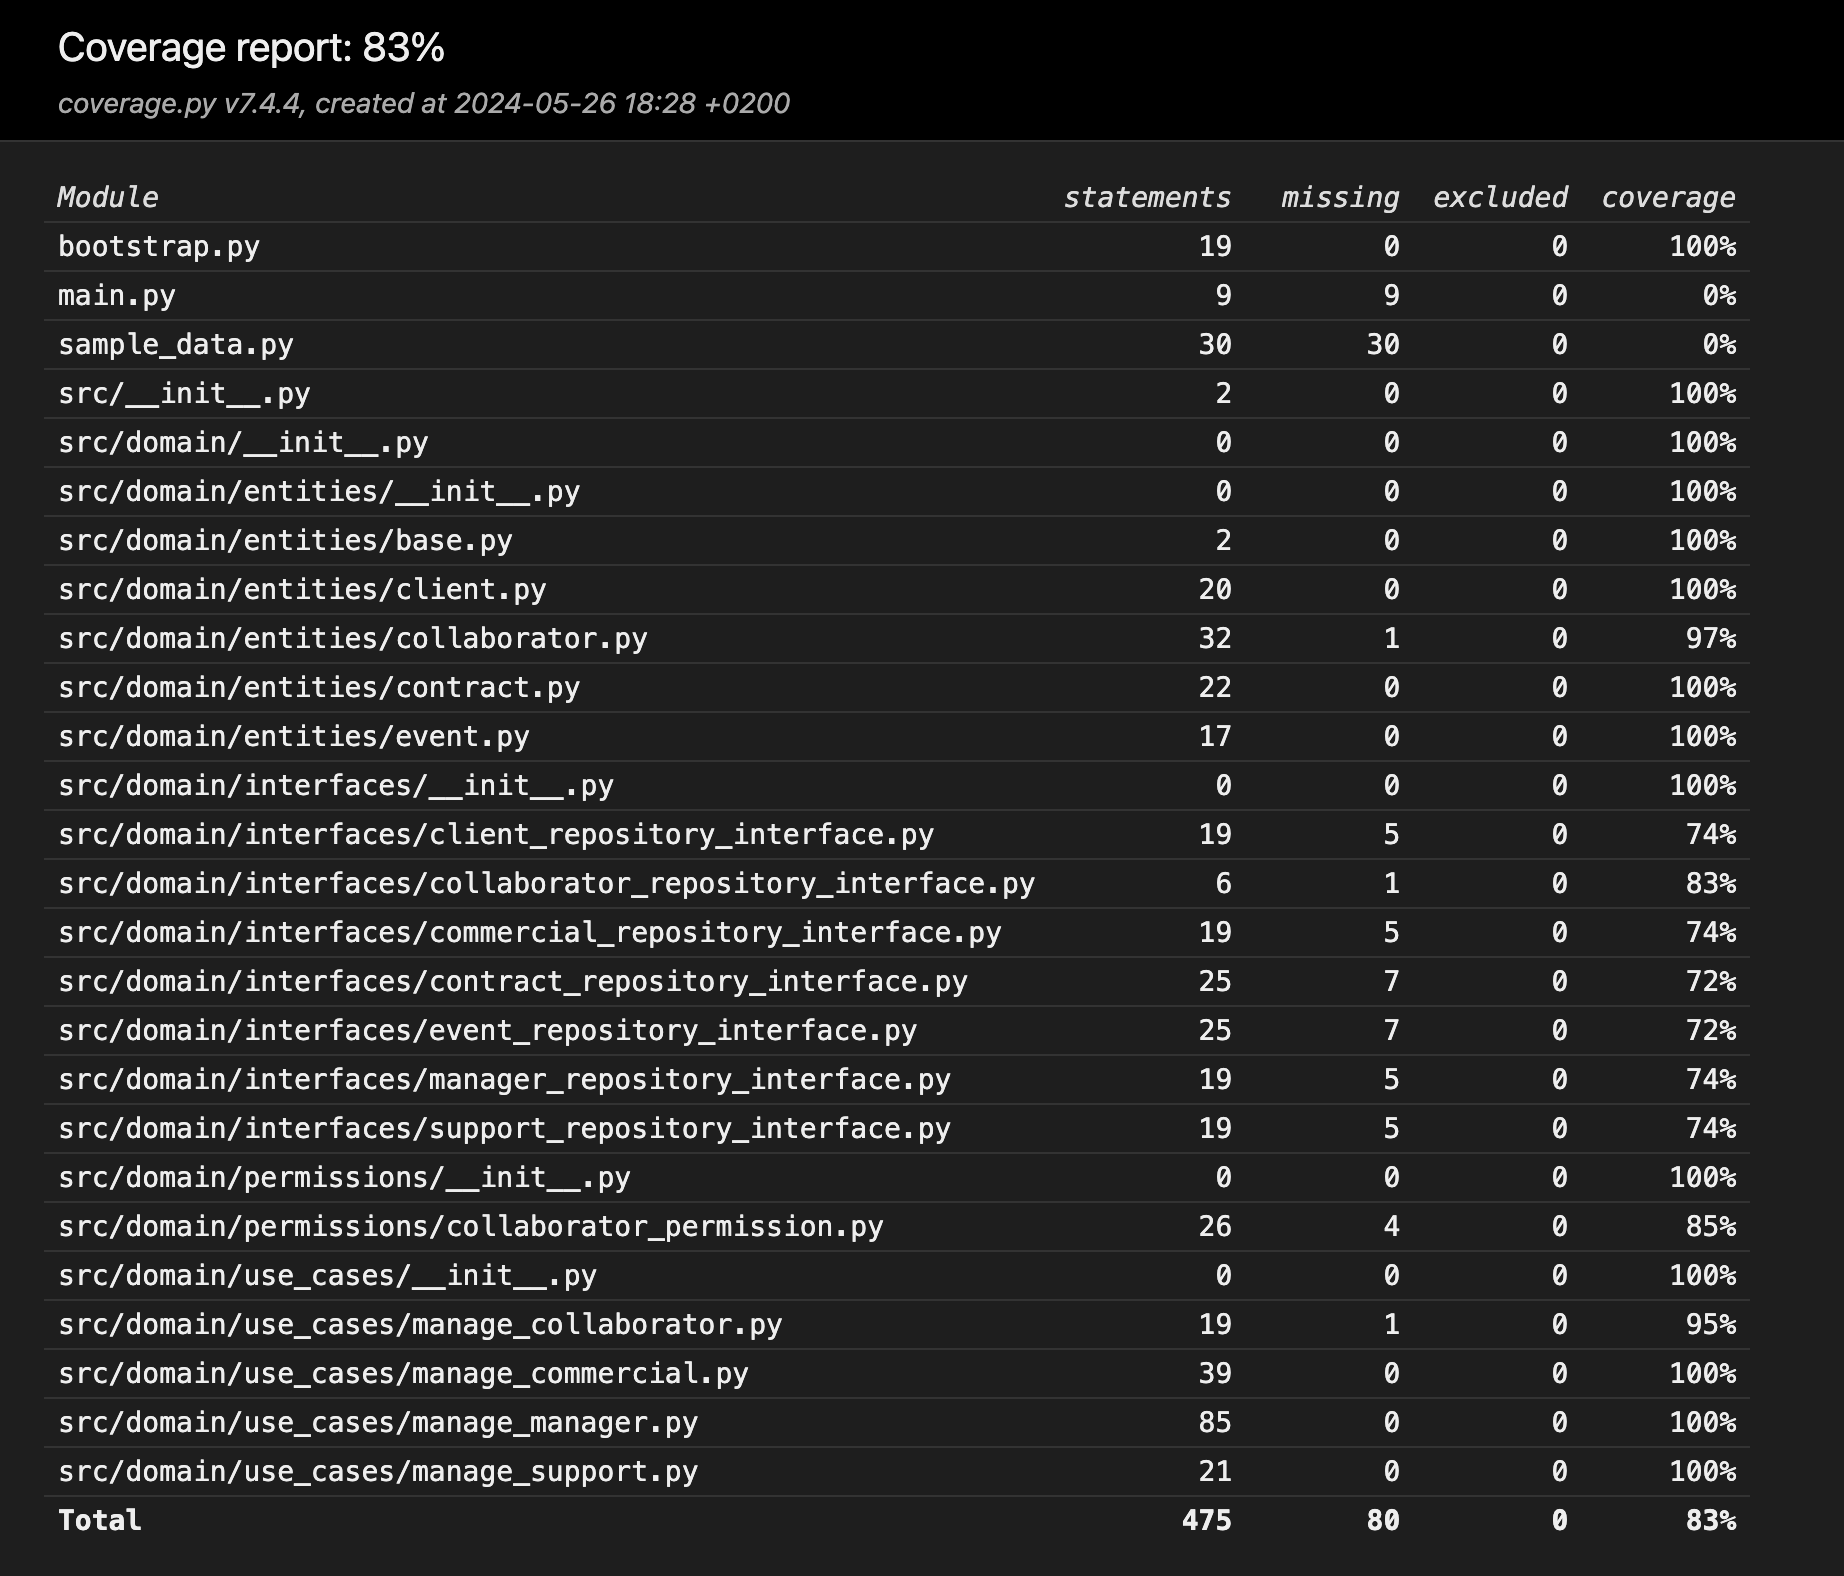 Coverage report: 83%
coverage.py v7.4.4, created at 2024-05-26 18:28 +0200
Module statements missing excluded coverage
bootstrap.py 19 0 0 100%
main.py 9 9 0 0%
sample_data.py 30 30 0 0%
src/__init__.py 2 0 0 100%
src/domain/__init__.py 0 0 0 100%
src/domain/entities/__init__.py 0 0 0 100%
src/domain/entities/base.py 2 0 0 100%
src/domain/entities/client.py 20 0 0 100%
src/domain/entities/collaborator.py 32 1 0 97%
src/domain/entities/contract.py 22 0 0 100%
src/domain/entities/event.py 17 0 0 100%
src/domain/interfaces/__init__.py 0 0 0 100%
src/domain/interfaces/client_repository_interface.py 19 5 0 74%
src/domain/interfaces/collaborator_repository_interface.py 6 1 0 83%
src/domain/interfaces/commercial_repository_interface.py 19 5 0 74%
src/domain/interfaces/contract_repository_interface.py 25 7 0 72%
src/domain/interfaces/event_repository_interface.py 25 7 0 72%
src/domain/interfaces/manager_repository_interface.py 19 5 0 74%
src/domain/interfaces/support_repository_interface.py 19 5 0 74%
src/domain/permissions/__init__.py 0 0 0 100%
src/domain/permissions/collaborator_permission.py 26 4 0 85%
src/domain/use_cases/__init__.py 0 0 0 100%
src/domain/use_cases/manage_collaborator.py 19 1 0 95%
src/domain/use_cases/manage_commercial.py 39 0 0 100%
src/domain/use_cases/manage_manager.py 85 0 0 100%
src/domain/use_cases/manage_support.py 21 0 0 100%
Total 475 80 0 83%